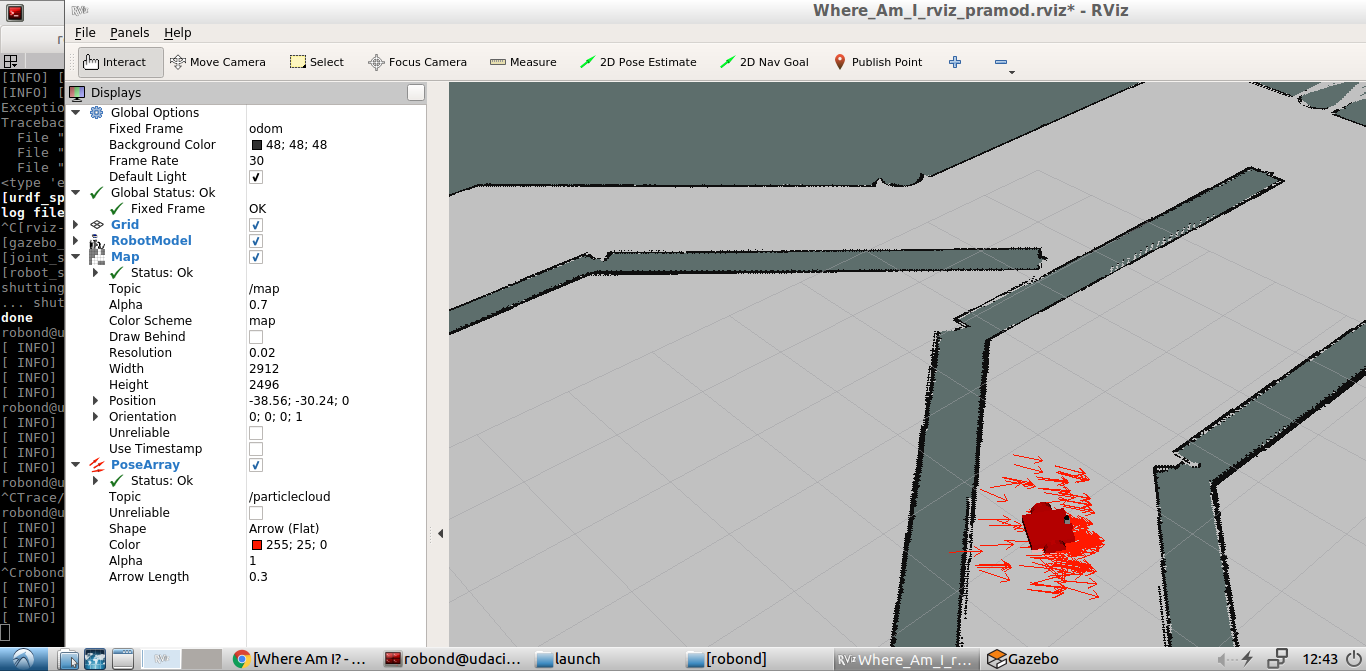 RViz
Where_Am_I_rviz_pramod.rviz* - RViz
File Panels Help
Interact Move Camera Select Focus Camera Measure 2D Pose Estimate 2D Nav Goal Publish Point
Displays
Global Options
Fixed Frame odom
Background Color 48; 48; 48
Frame Rate 30
Default Light
Global Status: Ok
Fixed Frame OK
Grid
RobotModel
Map
Status: Ok
Topic /map
Alpha 0.7
Color Scheme map
Draw Behind
Resolution 0.02
Width 2912
Height 2496
Position -38.56; -30.24; 0
Orientation 0; 0; 0; 1
Unreliable
Use Timestamp
PoseArray
Status: Ok
Topic /particlecloud
Unreliable
Shape Arrow (Flat)
Color 255; 25; 0
Alpha 1
Arrow Length 0.3
[INFO] [
[INFO] [
Exceptio
Tracebac
File "
File "
File "
<type 'e
[urdf_sp
log file
^C[rviz-
[gazebo_
[joint_s
[robot_s
shutting
... shut
done
robond@u
[ INFO]
[ INFO]
[ INFO]
[ INFO]
robond@u
[ INFO]
[ INFO]
[ INFO]
[ INFO]
robond@u
^CTrace/
robond@u
[ INFO]
[ INFO]
[ INFO]
^Crobond
[ INFO]
[ INFO]
[ INFO]
RViz [Where Am I? - ... robond@udaci... launch [robond] RViz Where_Am_I_r... Gazebo 12:43